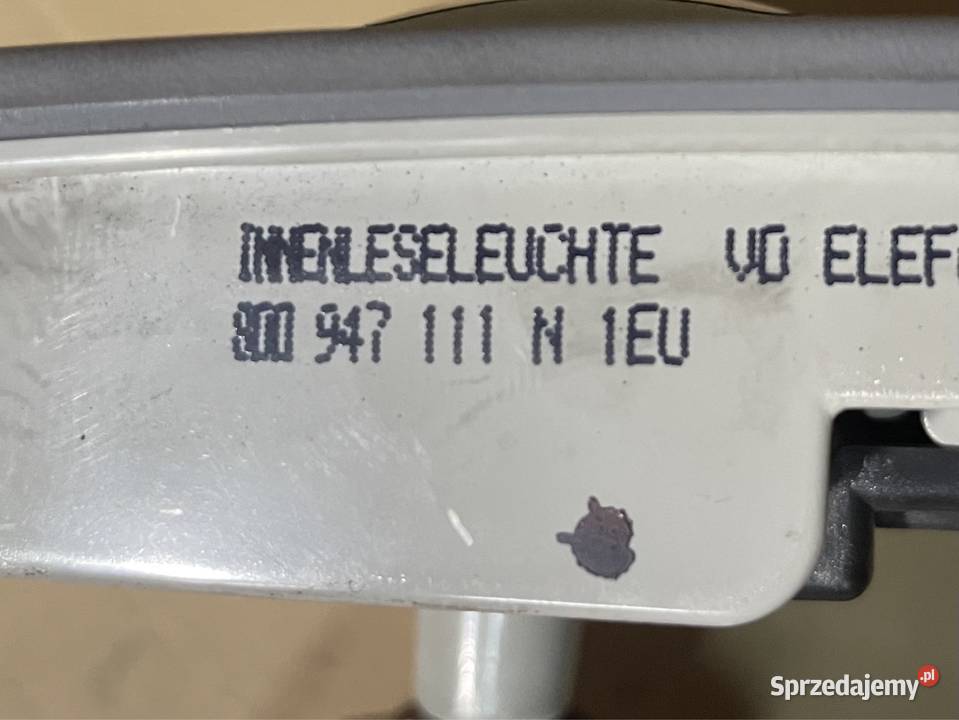 INNENLESELEUCHTE VO ELEF
8D0 947 111 N 1EU
Sprzedajemy.pl